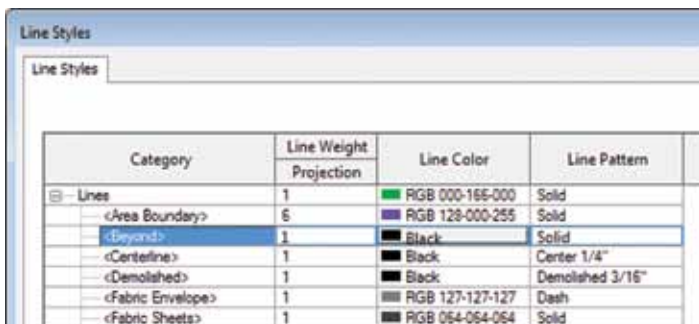 Line Styles
Line Styles
Category
Line Weight
Projection
Line Color
Line Pattern
Lines 1 RGB 000-166-000 Solid
<Area Boundary> 6 RGB 128-000-255 Solid
<Beyond> 1 Black Solid
<Centerline> 1 Black Center 1/4"
<Demolished> 1 Black Demolished 3/16"
<Fabric Envelope> 1 RGB 127-127-127 Dash
<Fabric Sheets> 1 RGB 064-064-064 Solid